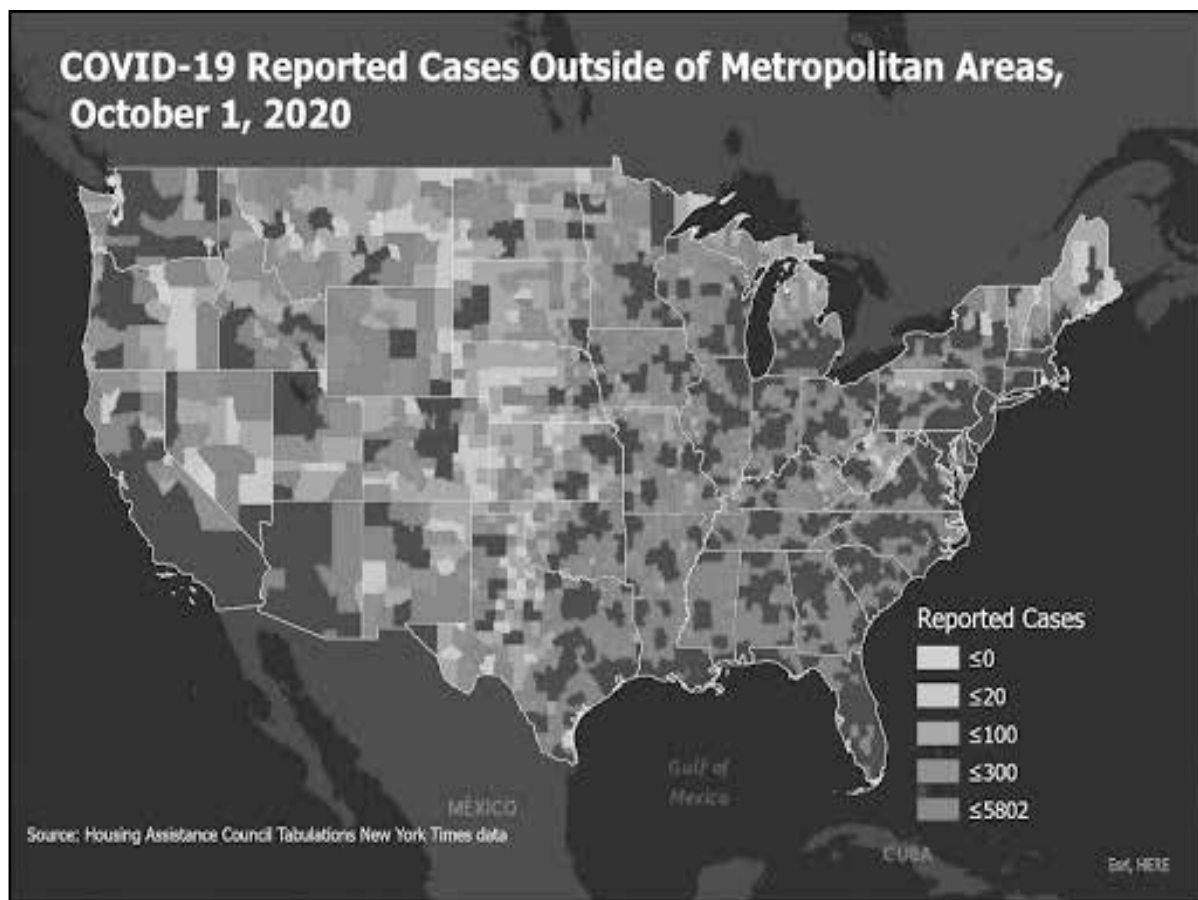 COVID-19 Reported Cases Outside of Metropolitan Areas,
October 1, 2020
Reported Cases
≤0
≤20
≤100
≤300
≤5802
Gulf of
Mexico
MÉXICO
Source: Housing Assistance Council Tabulations New York Times data
CUBA
Esri, HERE